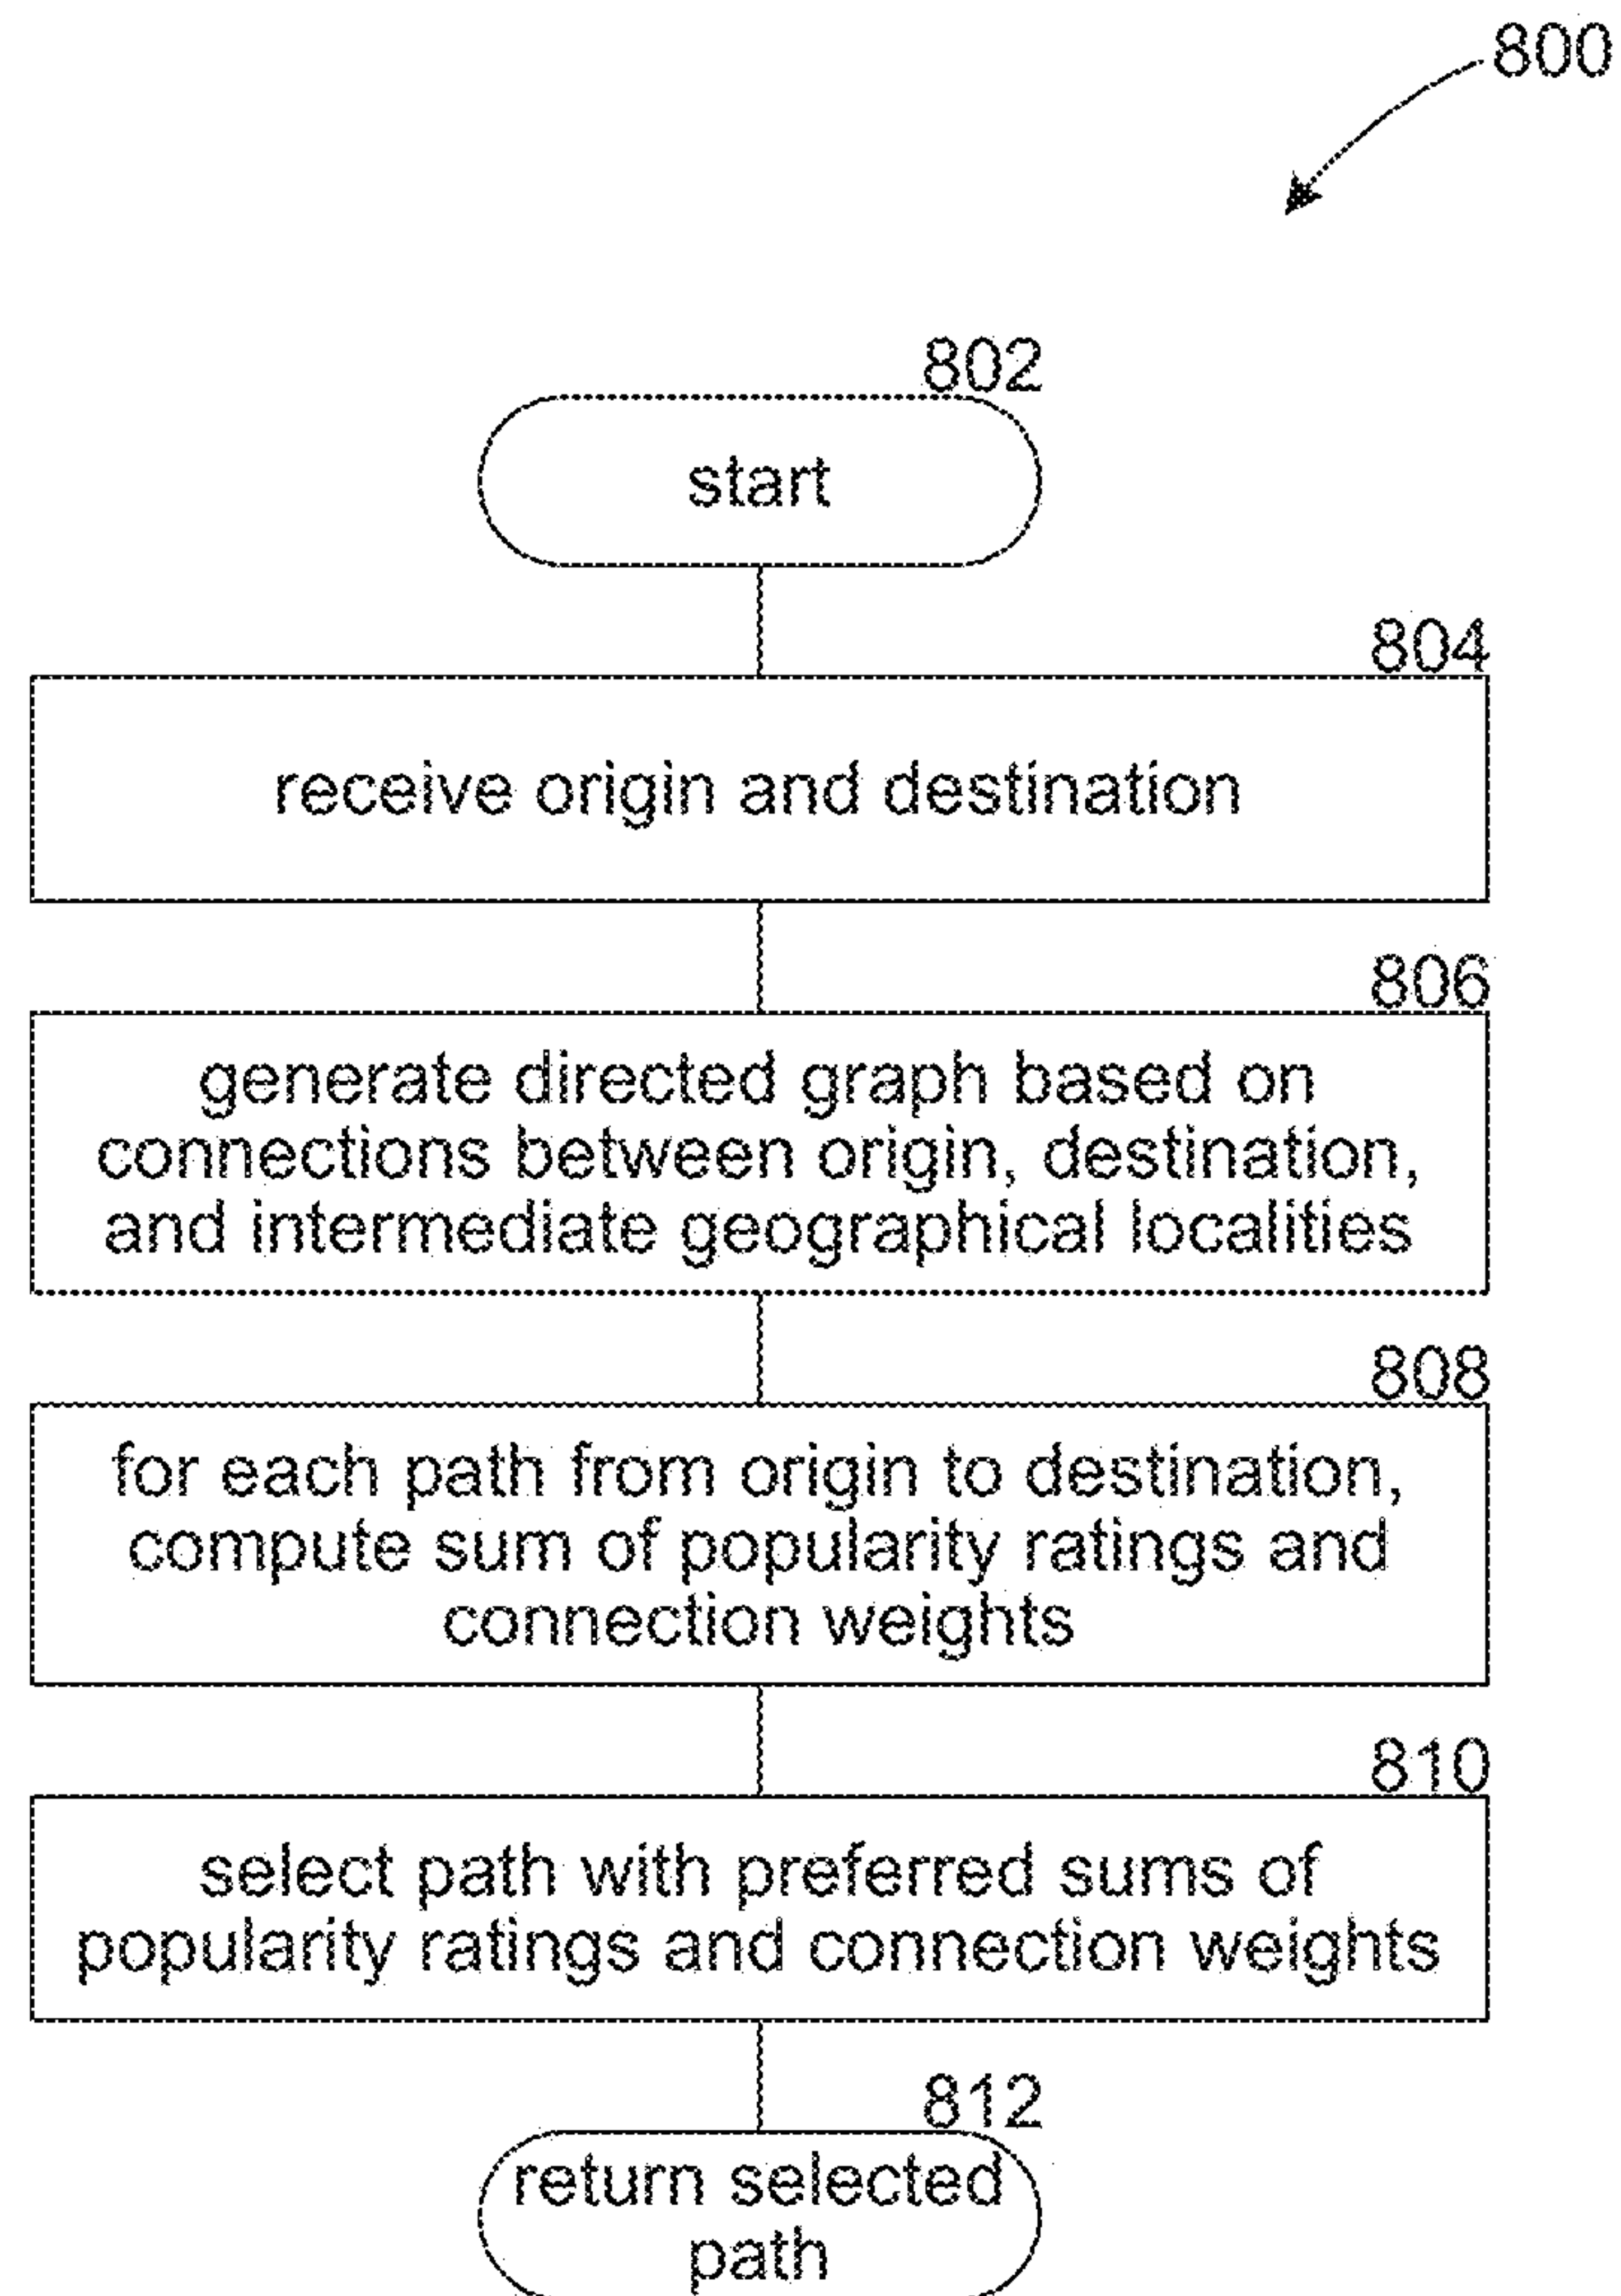 800
802
start
804
receive origin and destination
806
generate directed graph based on
connections between origin, destination,
and intermediate geographical localities
808
for each path from origin to destination,
compute sum of popularity ratings and
connection weights
810
select path with preferred sums of
popularity ratings and connection weights
812
return selected
path